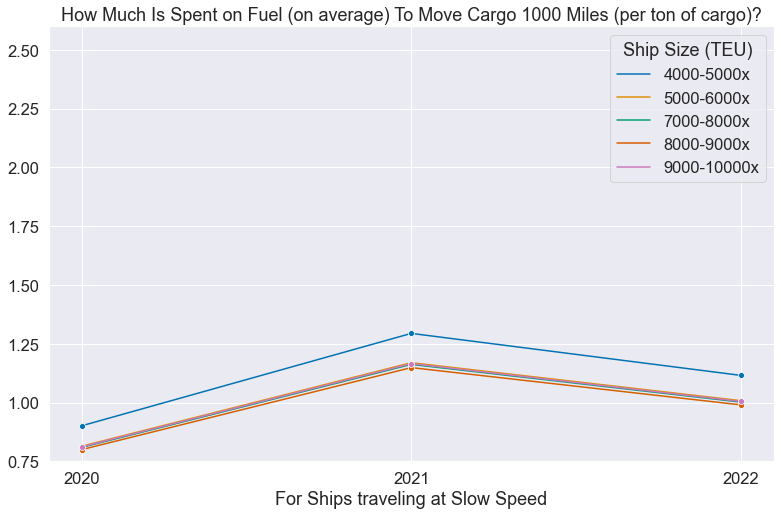 How Much Is Spent on Fuel (on average) To Move Cargo 1000 Miles (per ton of cargo)?
2.50
2.25
2.00
1.75
1.50
1.25
1.00
0.75
Ship Size (TEU)
4000-5000x
5000-6000x
7000-8000x
8000-9000x
9000-10000x
2020
2021
2022
For Ships traveling at Slow Speed